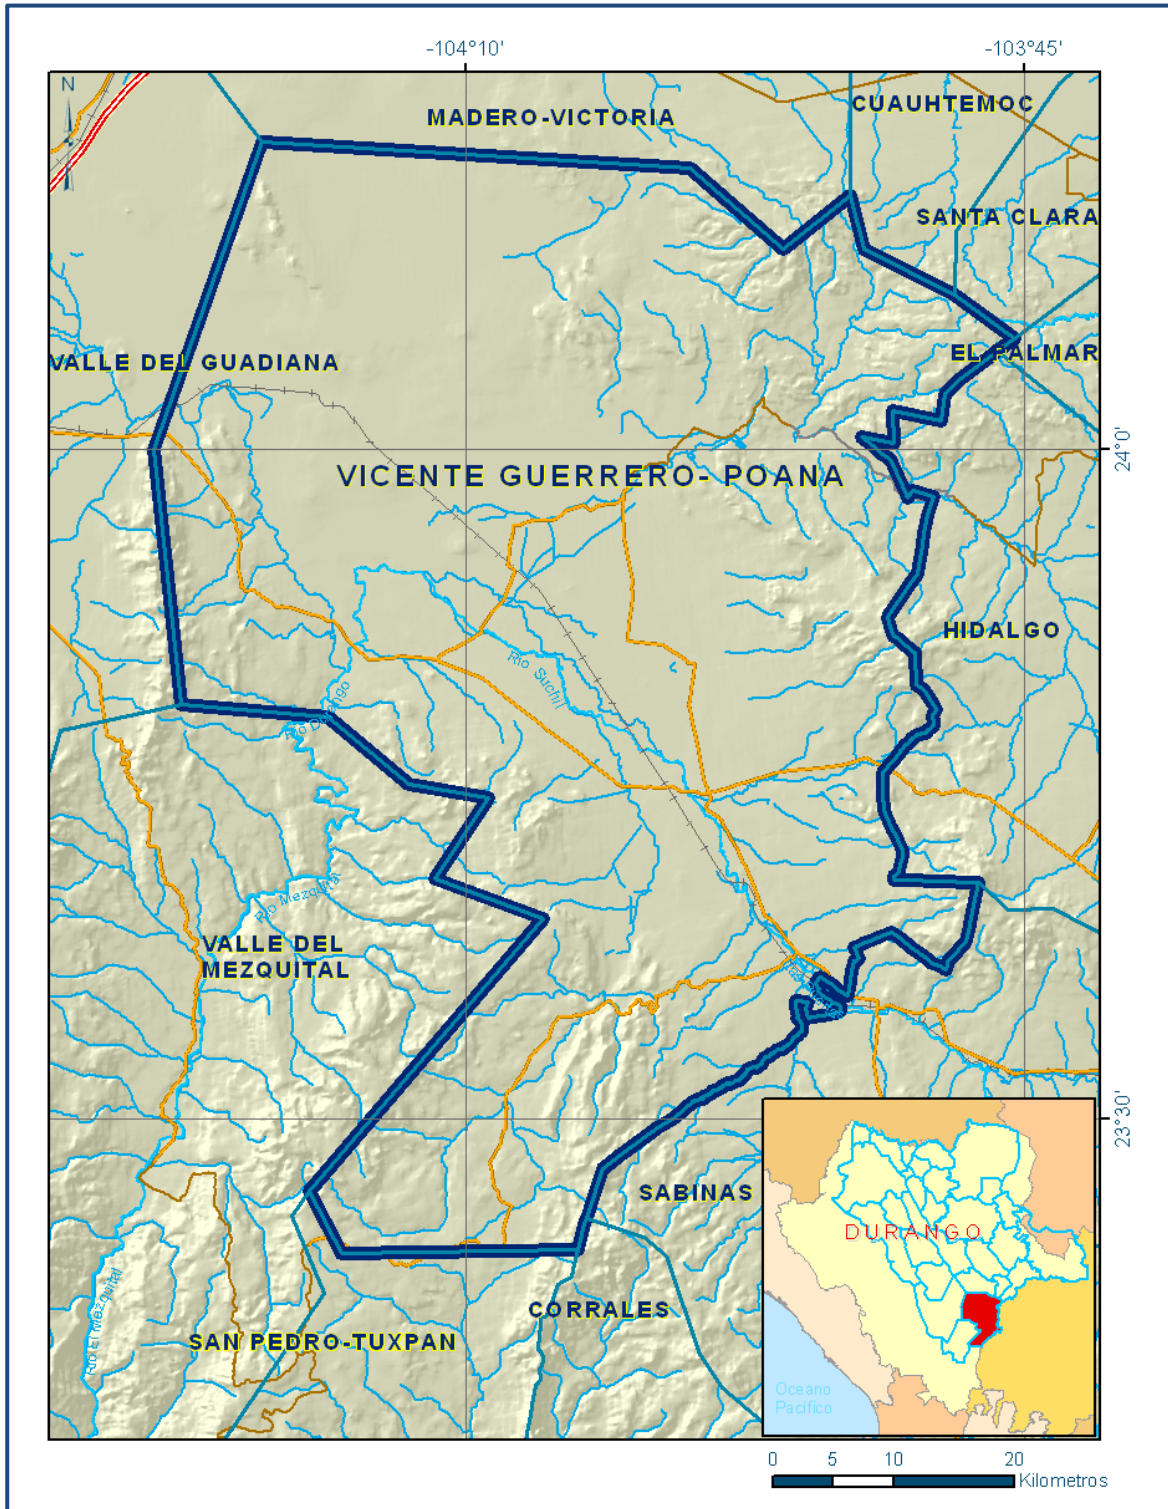 -104°10'
-103°45'
N
MADERO-VICTORIA
CUAUHTEMOC
SANTA CLARA
EL PALMAR
VALLE DEL GUADIANA
24°0'
VICENTE GUERRERO- POANA
HIDALGO
Río Suchil
Río Durango
Río Mezquital
VALLE DEL
MEZQUITAL
23°30'
SABINAS
DURANGO
Río El Mezquital
CORRALES
SAN PEDRO-TUXPAN
Oceano
Pacífico
0 5 10 20
Kilometros